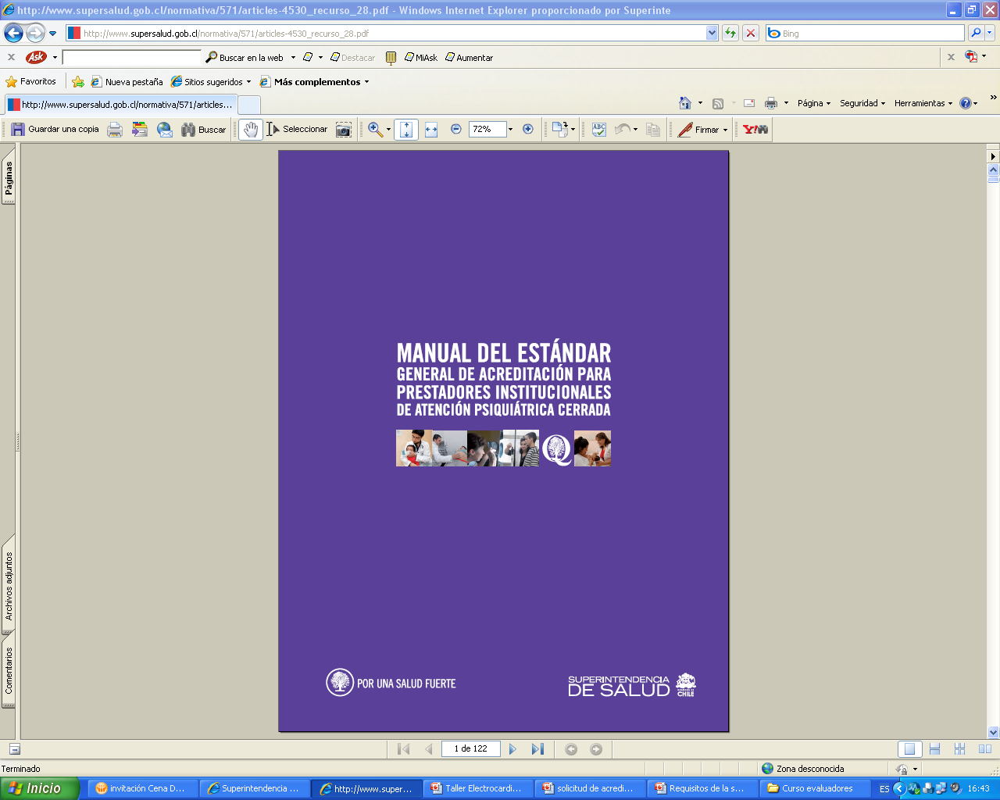 http://www.supersalud.gob.cl/normativa/571/articles-4530_recurso_28.pdf - Windows Internet Explorer proporcionado por Superinte
http://www.supersalud.gob.cl/normativa/571/articles-4530_recurso_28.pdf
Bing
Ask
Buscar en la web
Destacar
MiAsk
Aumentar
Favoritos
Nueva pestaña
Sitios sugeridos
Más complementos
http://www.supersalud.gob.cl/normativa/571/articles...
Página
Seguridad
Herramientas
Guardar una copia
Buscar
Seleccionar
72%
ABC
Firmar
Y!
Páginas
MANUAL DEL ESTÁNDAR
GENERAL DE ACREDITACIÓN PARA
PRESTADORES INSTITUCIONALES
DE ATENCIÓN PSIQUIÁTRICA CERRADA
Q
Archivos adjuntos
Comentarios
POR UNA SALUD FUERTE
SUPERINTENDENCIA
DE SALUD
CHILE
1 de 122
Terminado
Zona desconocida
Inicio
invitación Cena D...
Superintendencia ...
http://www.super...
Taller Electrocardi...
solicitud de acredi...
Requisitos de la s...
Curso evaluadores
ES
16:43